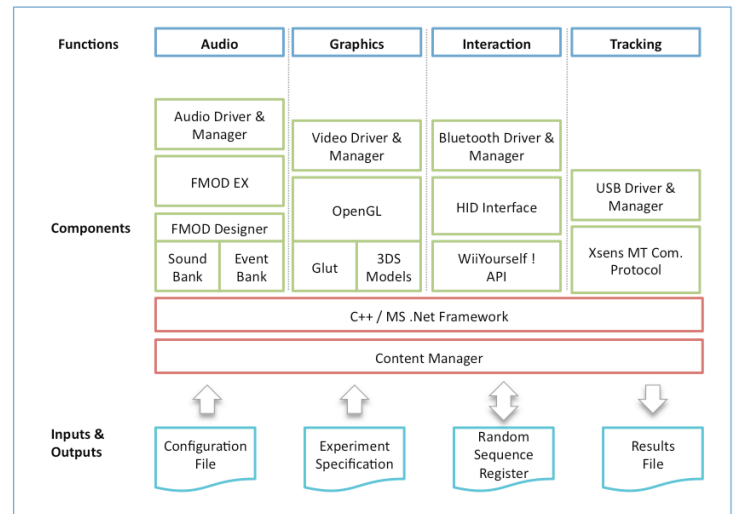 Functions
Audio
Graphics
Interaction
Tracking
Components
Audio Driver &
Manager
FMOD EX
FMOD Designer
Sound
Bank
Event
Bank
Video Driver &
Manager
OpenGL
Glut
3DS
Models
Bluetooth Driver &
Manager
HID Interface
WiiYourself !
API
USB Driver &
Manager
Xsens MT Com.
Protocol
C++ / MS .Net Framework
Content Manager
Inputs &
Outputs
Configuration
File
Experiment
Specification
Random
Sequence
Register
Results
File